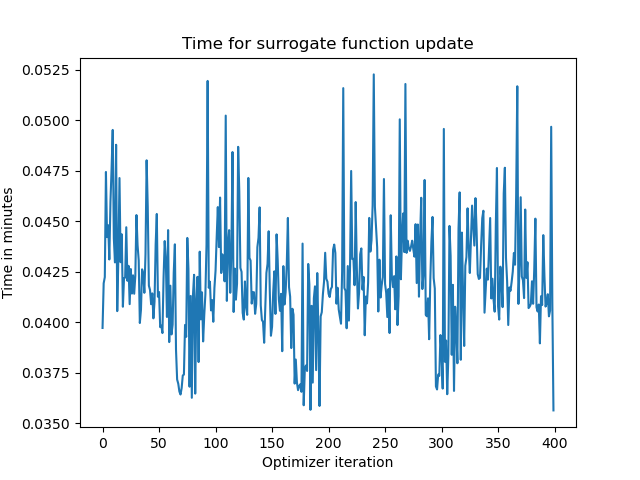 Time for surrogate function update
0.0525
0.0500
0.0475
0.0450
0.0425
0.0400
0.0375
0.0350
Time in minutes
0 50 100 150 200 250 300 350 400
Optimizer iteration